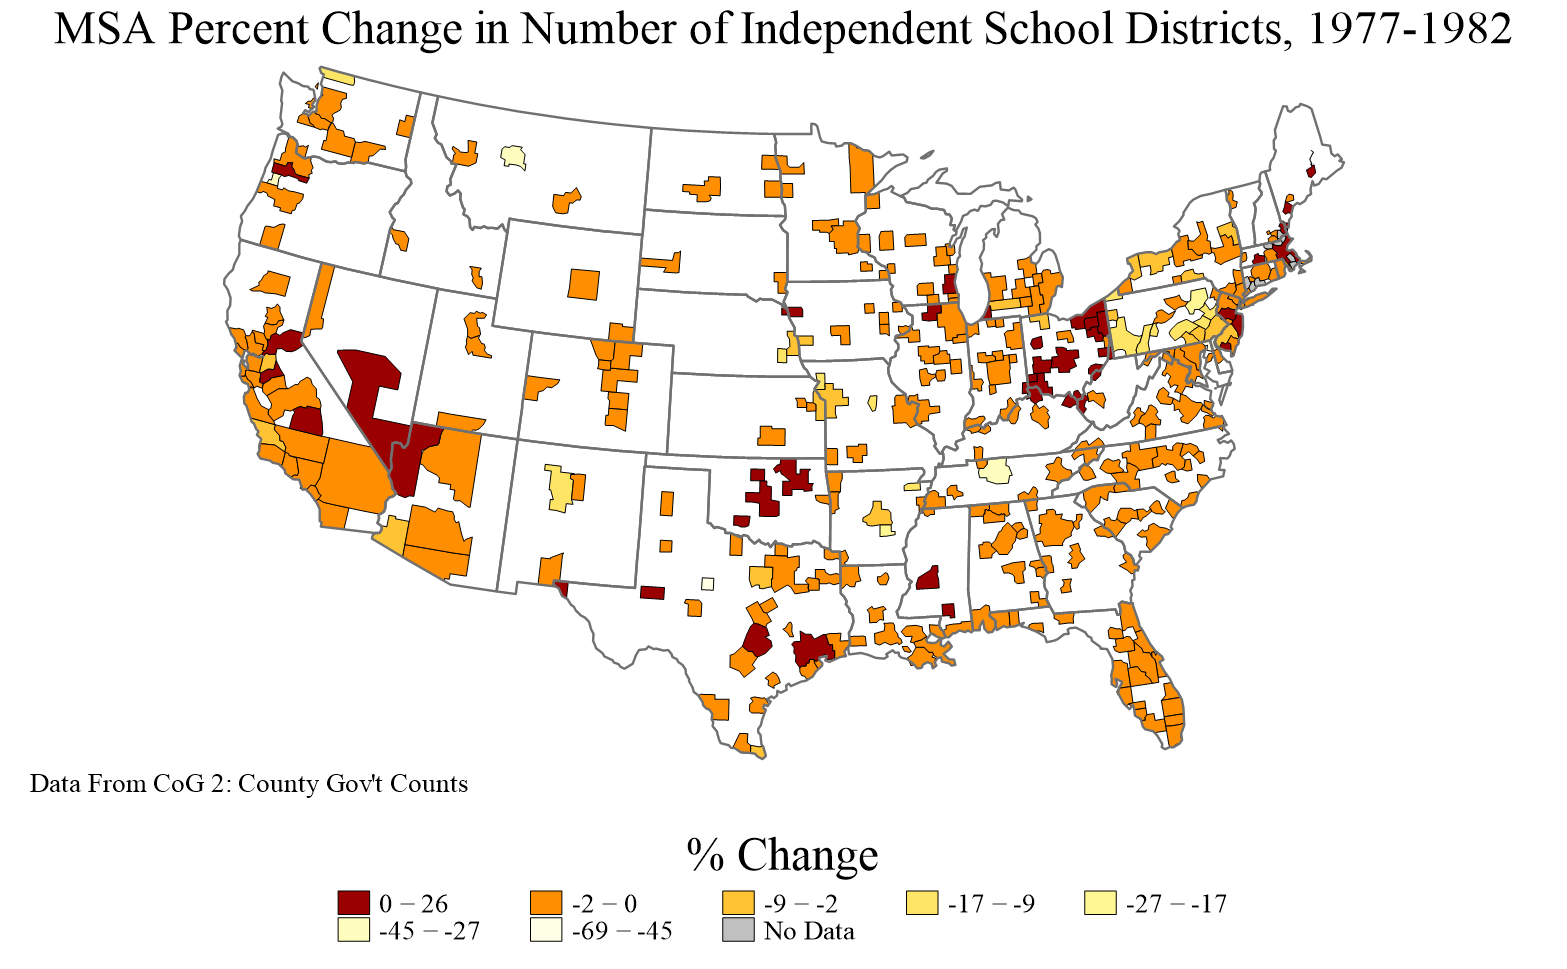 MSA Percent Change in Number of Independent School Districts, 1977-1982
Data From CoG 2: County Gov't Counts
% Change
0 − 26
-2 − 0
-9 − -2
-17 − -9
-27 − -17
-45 − -27
-69 − -45
No Data